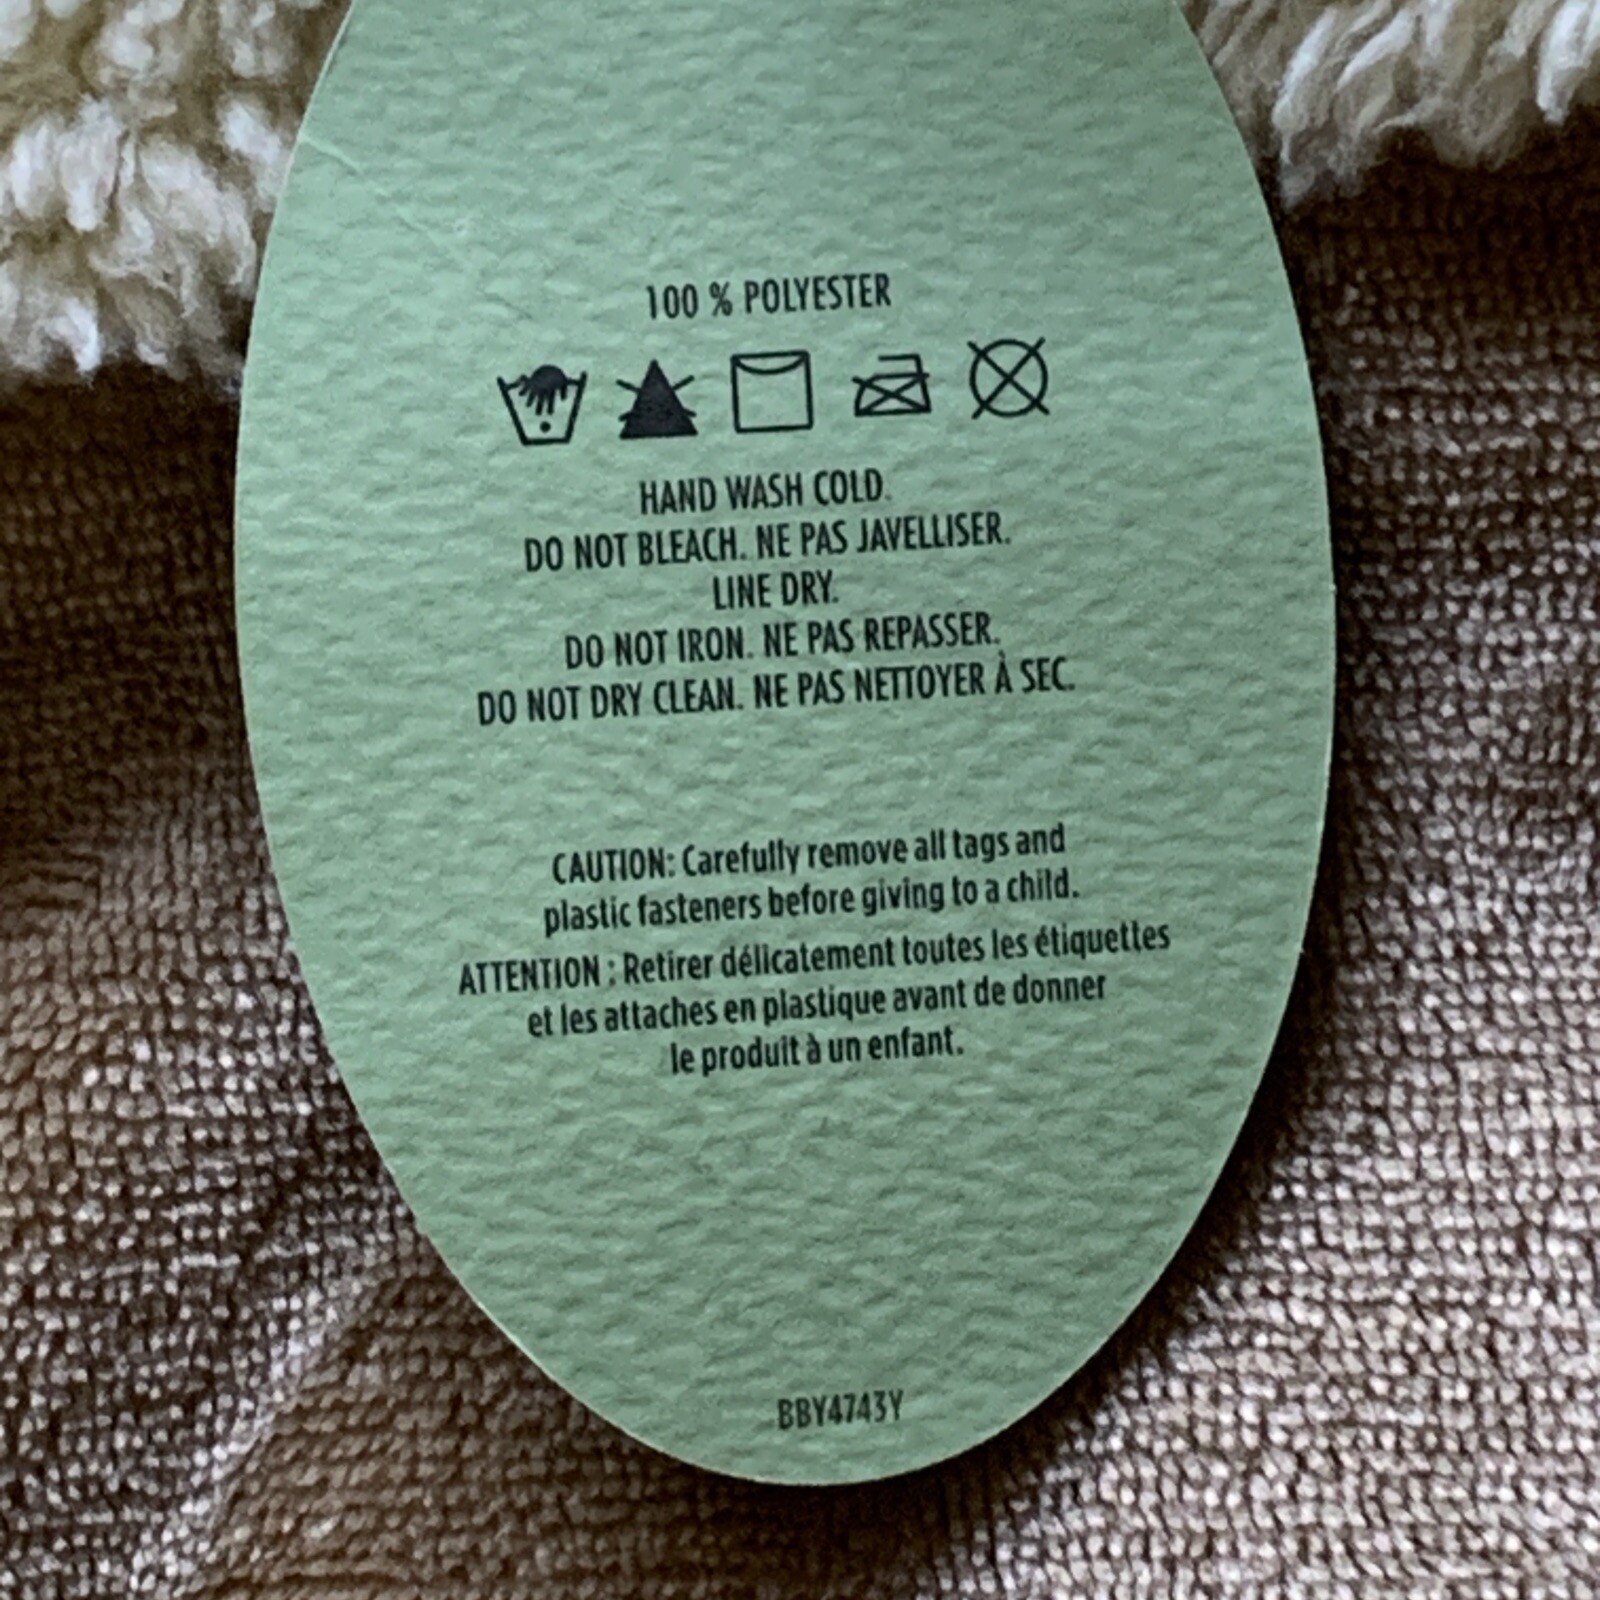 100 % POLYESTER
HAND WASH COLD.
DO NOT BLEACH. NE PAS JAVELLISER.
LINE DRY.
DO NOT IRON. NE PAS REPASSER.
DO NOT DRY CLEAN. NE PAS NETTOYER À SEC.
CAUTION: Carefully remove all tags and
plastic fasteners before giving to a child.
ATTENTION : Retirer délicatement toutes les étiquettes
et les attaches en plastique avant de donner
le produit à un enfant.
BBY4743Y